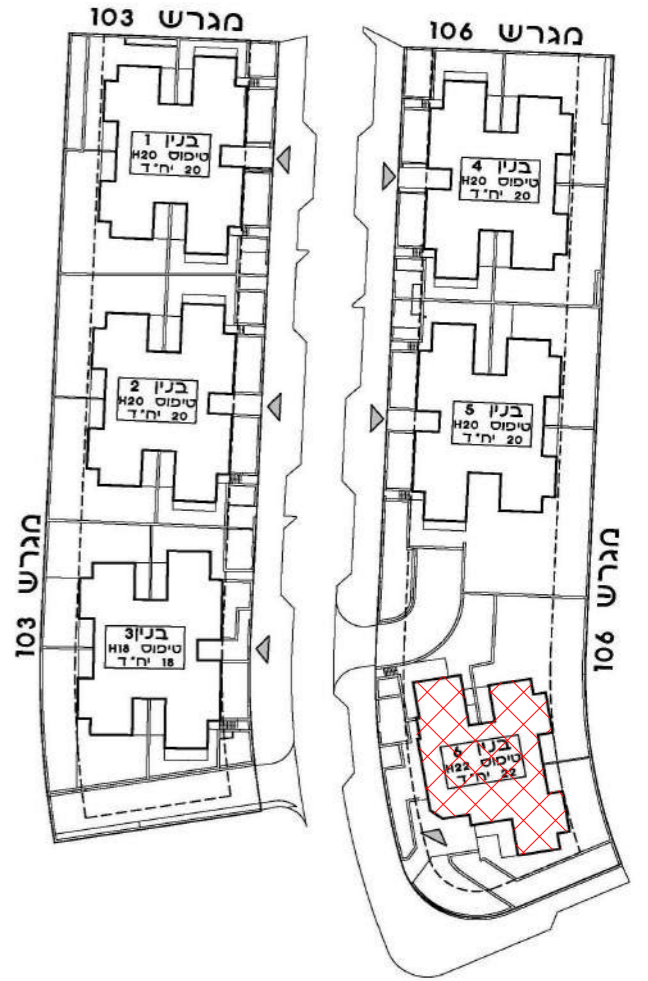 מגרש 103
מגרש 106
בנין 1
טיפוס H20
20 יח"ד
בנין 4
טיפוס H20
20 יח"ד
בנין 2
טיפוס H20
20 יח"ד
בנין 5
טיפוס H20
20 יח"ד
מגרש 103
מגרש 106
בנין 3
טיפוס H18
18 יח"ד
בנין 6
טיפוס H22
22 יח"ד